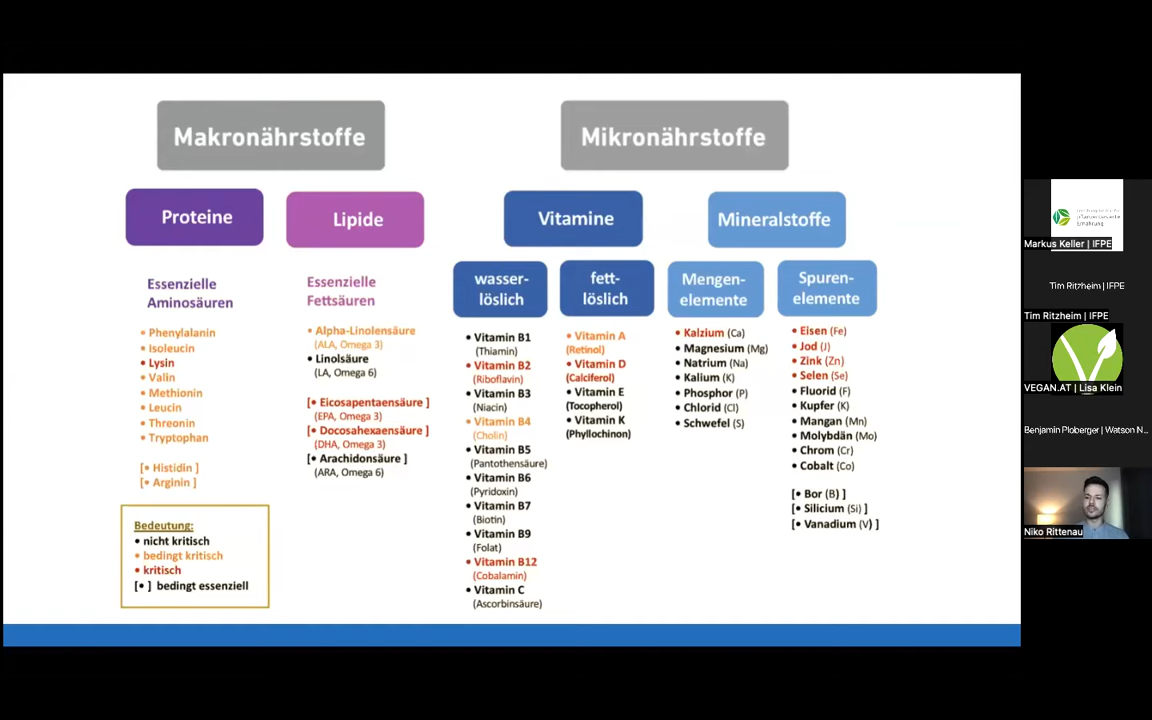 Makronährstoffe
Mikronährstoffe
Proteine
Lipide
Vitamine
Mineralstoffe
wasser-
löslich
fett-
löslich
Mengen-
elemente
Spuren-
elemente
Essenzielle
Aminosäuren
• Phenylalanin
• Isoleucin
• Lysin
• Valin
• Methionin
• Leucin
• Threonin
• Tryptophan
[• Histidin ]
[• Arginin ]
Essenzielle
Fettsäuren
• Alpha-Linolensäure
(ALA, Omega 3)
• Linolsäure
(LA, Omega 6)
[• Eicosapentaensäure ]
(EPA, Omega 3)
[• Docosahexaensäure ]
(DHA, Omega 3)
[• Arachidonsäure ]
(ARA, Omega 6)
• Vitamin B1
(Thiamin)
• Vitamin B2
(Riboflavin)
• Vitamin B3
(Niacin)
• Vitamin B4
(Cholin)
• Vitamin B5
(Pantothensäure)
• Vitamin B6
(Pyridoxin)
• Vitamin B7
(Biotin)
• Vitamin B9
(Folat)
• Vitamin B12
(Cobalamin)
• Vitamin C
(Ascorbinsäure)
• Vitamin A
(Retinol)
• Vitamin D
(Calciferol)
• Vitamin E
(Tocopherol)
• Vitamin K
(Phyllochinon)
• Kalzium (Ca)
• Magnesium (Mg)
• Natrium (Na)
• Kalium (K)
• Phosphor (P)
• Chlorid (Cl)
• Schwefel (S)
• Eisen (Fe)
• Jod (J)
• Zink (Zn)
• Selen (Se)
• Fluorid (F)
• Kupfer (K)
• Mangan (Mn)
• Molybdän (Mo)
• Chrom (Cr)
• Cobalt (Co)
[• Bor (B) ]
[• Silicium (Si) ]
[• Vanadium (V) ]
Bedeutung:
• nicht kritisch
• bedingt kritisch
• kritisch
[• ] bedingt essenziell
pflanzenbasierte
Ernährung
Markus Keller | IFPE
Tim Ritzheim | IFPE
Tim Ritzheim | IFPE
VEGAN.AT | Lisa Klein
Benjamin Ploberger | Watson N...
Niko Rittenau